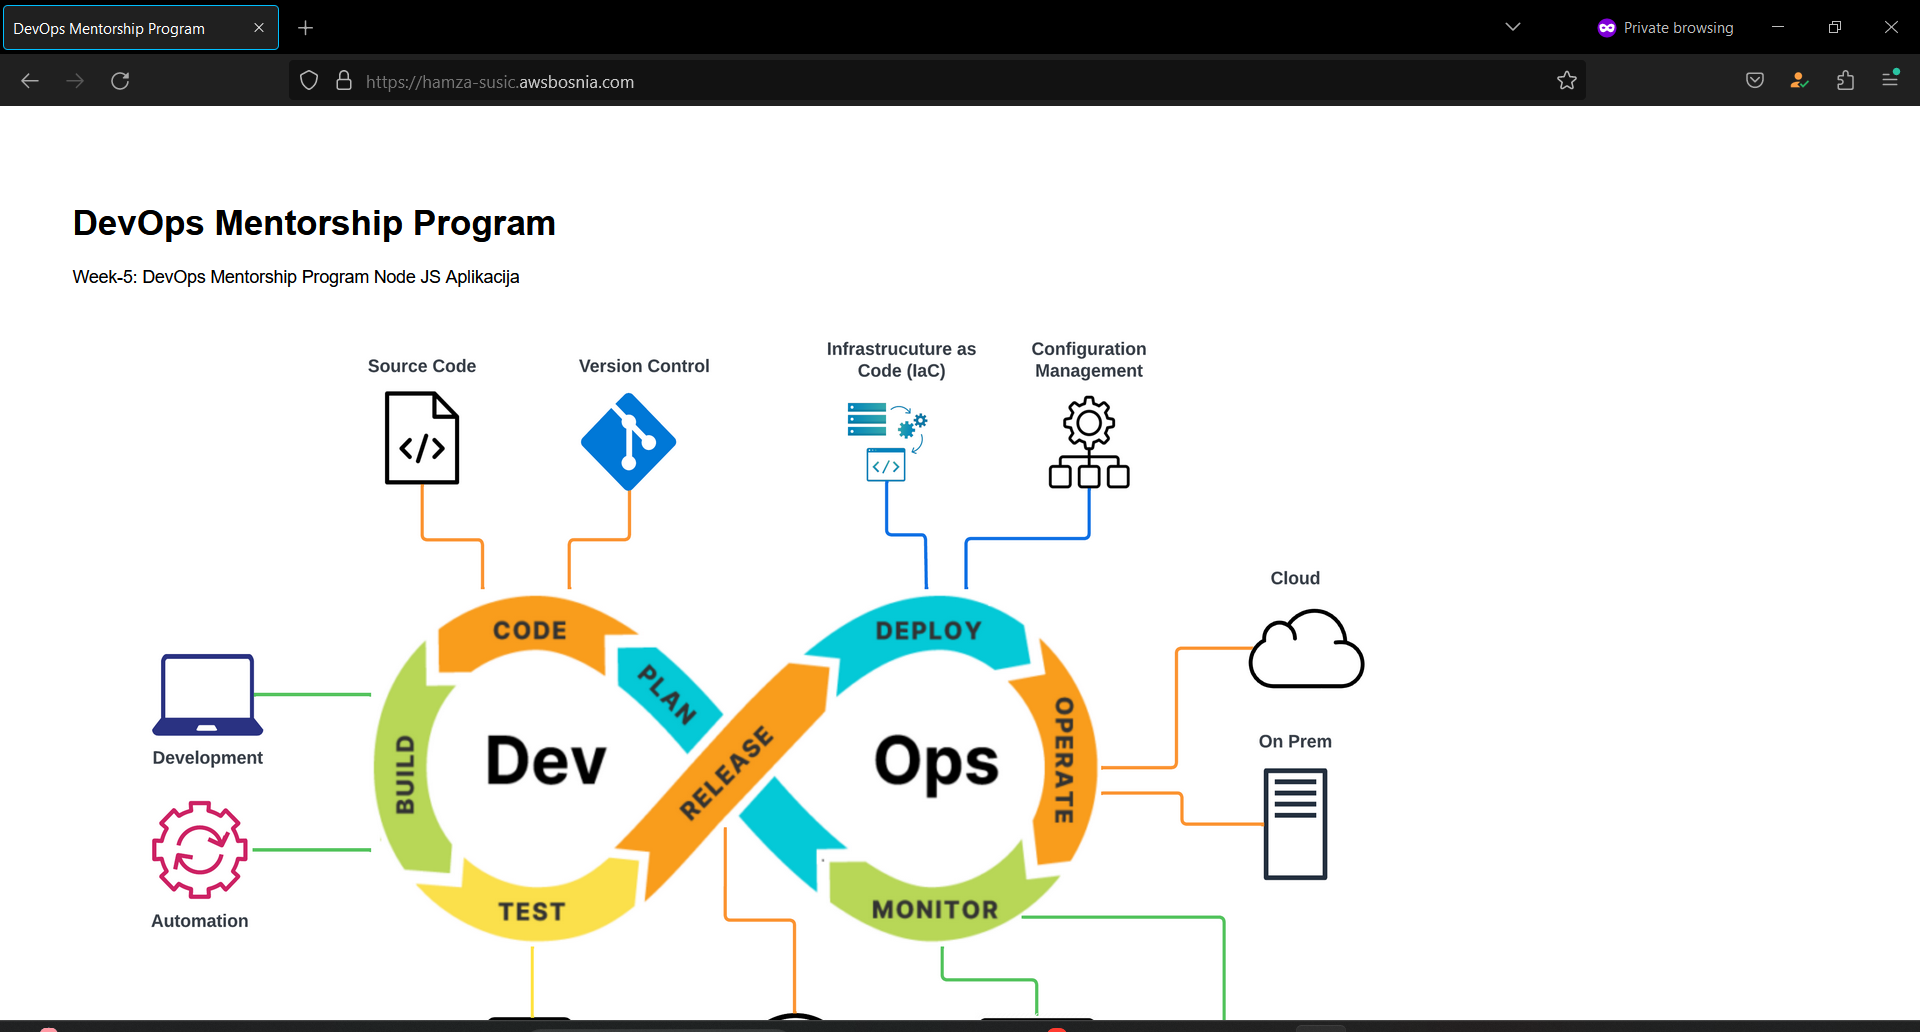 DevOps Mentorship Program
Private browsing
https://hamza-susic.awsbosnia.com
DevOps Mentorship Program
Week-5: DevOps Mentorship Program Node JS Aplikacija
Source Code
Version Control
Infrastrucuture as
Code (IaC)
Configuration
Management
Cloud
CODE
DEPLOY
PLAN
OPERATE
Development
BUILD
Dev
RELEASE
Ops
On Prem
Automation
TEST
MONITOR